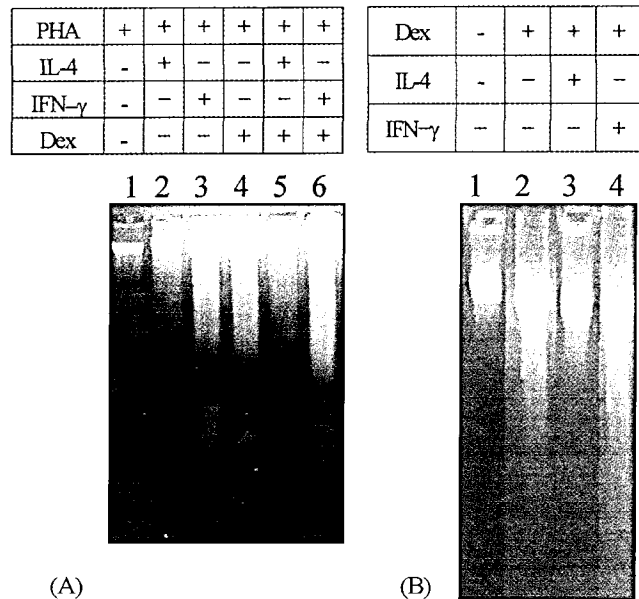 PHA + + + + + +
IL-4 - + – – + –
IFN–γ - – + – – +
Dex - – – + + +
1 2 3 4 5 6
(A)
Dex - + + +
IL-4 - – + –
IFN–γ – – – +
1 2 3 4
(B)